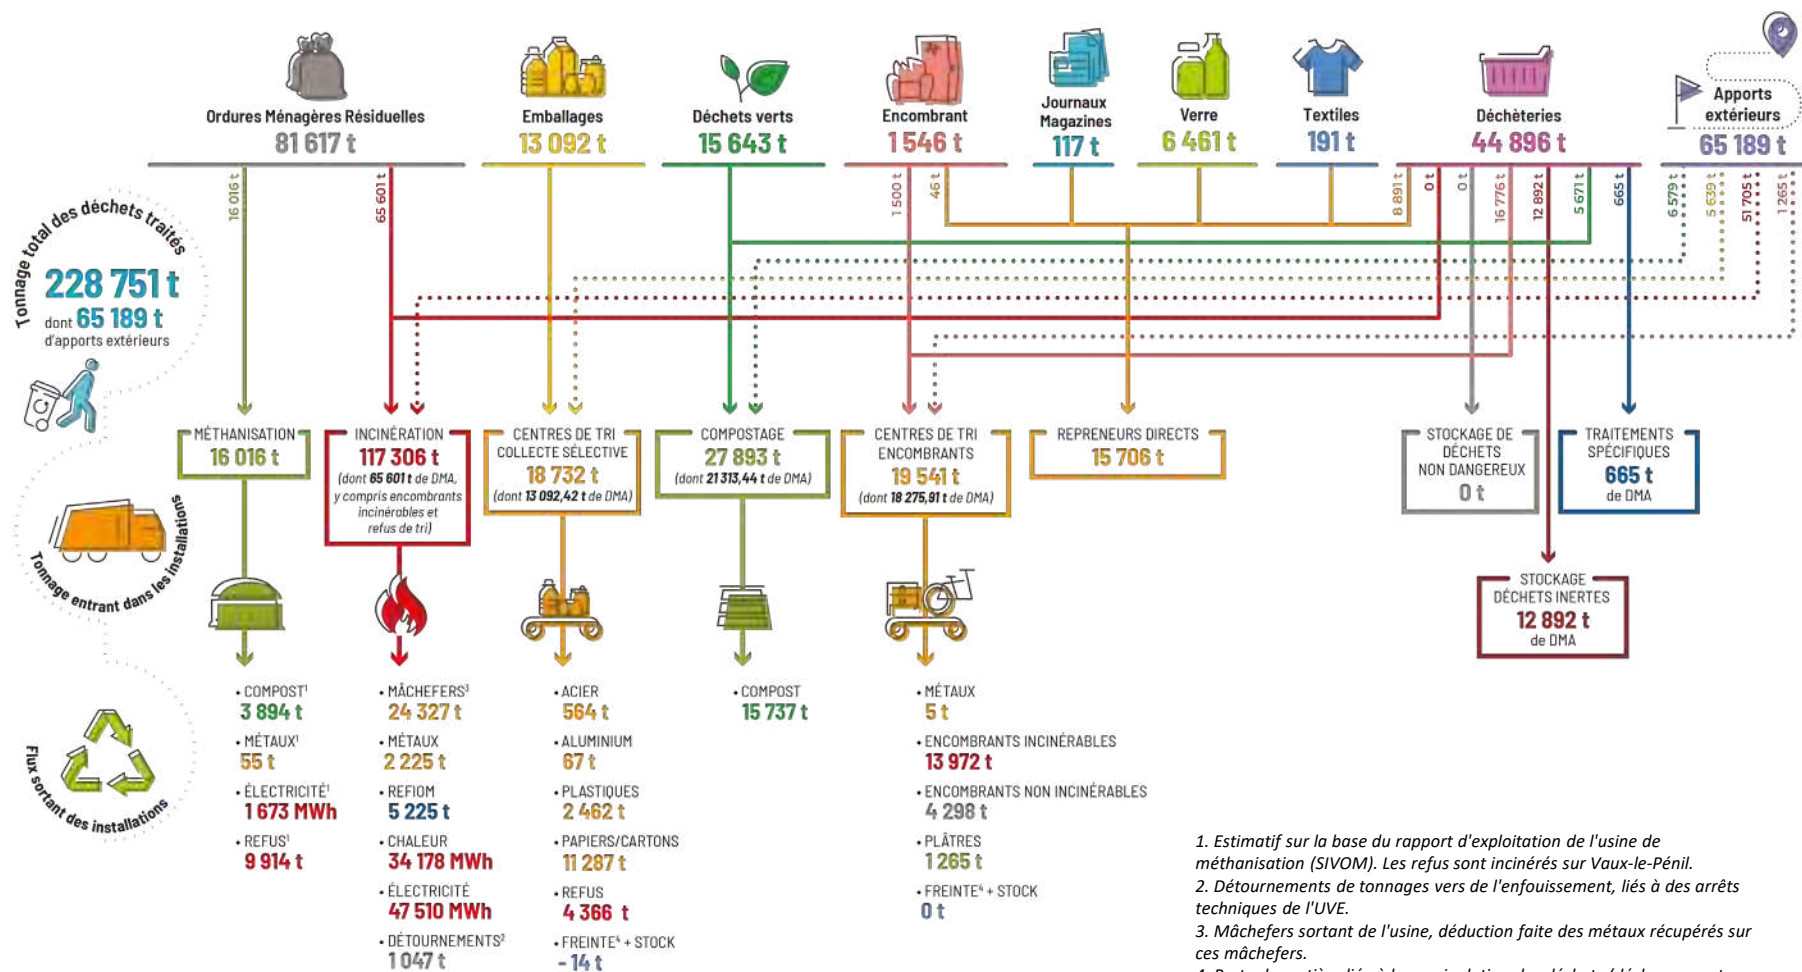 Ordures Ménagères Résiduelles
81 617 t
Emballages
13 092 t
Déchets verts
15 643 t
Encombrant
1 546 t
Journaux
Magazines
117 t
Verre
6 461 t
Textiles
191 t
Déchèteries
44 896 t
Apports
extérieurs
65 189 t
16 016 t
65 601 t
1 500 t
46 t
8 891 t
0 t
0 t
16 776 t
12 892 t
5 671 t
665 t
6 579 t
5 639 t
51 705 t
1 265 t
Tonnage total des déchets traités
228 751 t
dont 65 189 t
d'apports extérieurs
MÉTHANISATION
16 016 t
INCINÉRATION
117 306 t
(dont 65 601 t de DMA,
y compris encombrants
incinérables et
refus de tri)
CENTRES DE TRI
COLLECTE SÉLECTIVE
18 732 t
(dont 13 092,42 t de DMA)
COMPOSTAGE
27 893 t
(dont 21 313,44 t de DMA)
CENTRES DE TRI
ENCOMBRANTS
19 541 t
(dont 18 275,91 t de DMA)
REPRENEURS DIRECTS
15 706 t
STOCKAGE DE
DÉCHETS
NON DANGEREUX
0 t
TRAITEMENTS
SPÉCIFIQUES
665 t
de DMA
STOCKAGE
DÉCHETS INERTES
12 892 t
de DMA
Tonnage entrant dans les installations
Flux sortant des installations
• COMPOST¹
3 894 t
• MÉTAUX¹
55 t
• ÉLECTRICITÉ¹
1 673 MWh
• REFUS¹
9 914 t
• MÂCHEFERS³
24 327 t
• MÉTAUX
2 225 t
• REFIOM
5 225 t
• CHALEUR
34 178 MWh
• ÉLECTRICITÉ
47 510 MWh
• DÉTOURNEMENTS²
1 047 t
• ACIER
564 t
• ALUMINIUM
67 t
• PLASTIQUES
2 462 t
• PAPIERS/CARTONS
11 287 t
• REFUS
4 366 t
• FREINTE⁴ + STOCK
- 14 t
• COMPOST
15 737 t
• MÉTAUX
5 t
• ENCOMBRANTS INCINÉRABLES
13 972 t
• ENCOMBRANTS NON INCINÉRABLES
4 298 t
• PLÂTRES
1 265 t
• FREINTE⁴ + STOCK
0 t
1. Estimatif sur la base du rapport d'exploitation de l'usine de
méthanisation (SIVOM). Les refus sont incinérés sur Vaux-le-Pénil.
2. Détournements de tonnages vers de l'enfouissement, liés à des arrêts
techniques de l'UVE.
3. Mâchefers sortant de l'usine, déduction faite des métaux récupérés sur
ces mâchefers.